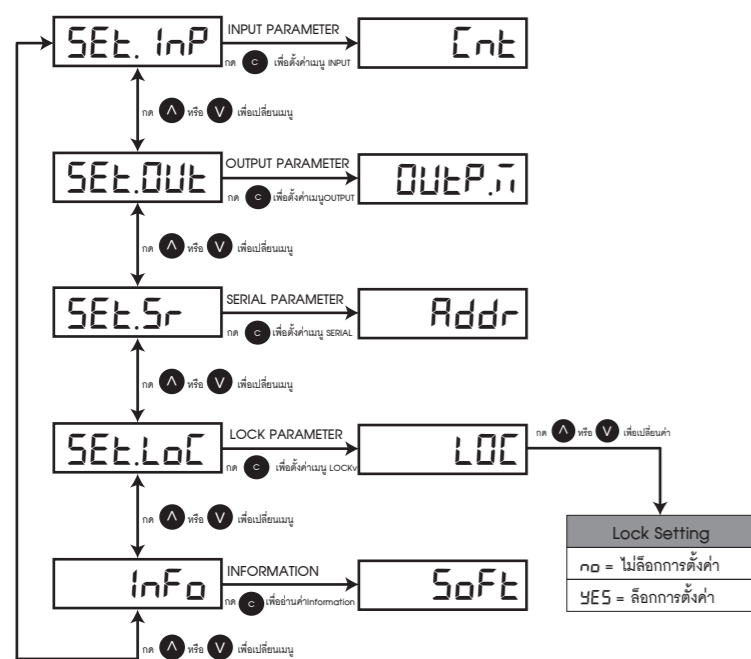 SEt. InP
INPUT PARAMETER
กด C เพื่อตั้งค่าเมนู INPUT
Cnt
กด ∧ หรือ ∨ เพื่อเปลี่ยนเมนู
SEt.OUt
OUTPUT PARAMETER
กด C เพื่อตั้งค่าเมนูOUTPUT
OUtP.m
กด ∧ หรือ ∨ เพื่อเปลี่ยนเมนู
SEt.Sr
SERIAL PARAMETER
กด C เพื่อตั้งค่าเมนู SERIAL
Addr
กด ∧ หรือ ∨ เพื่อเปลี่ยนเมนู
SEt.LoC
LOCK PARAMETER
กด C เพื่อตั้งค่าเมนู LOCKv
LOC
กด ∧ หรือ ∨ เพื่อเปลี่ยนค่า
Lock Setting
no = ไม่ล็อกการตั้งค่า
YES = ล็อกการตั้งค่า
กด ∧ หรือ ∨ เพื่อเปลี่ยนเมนู
InFo
INFORMATION
กด C เพื่ออ่านค่าInformation
SoFt
กด ∧ หรือ ∨ เพื่อเปลี่ยนเมนู